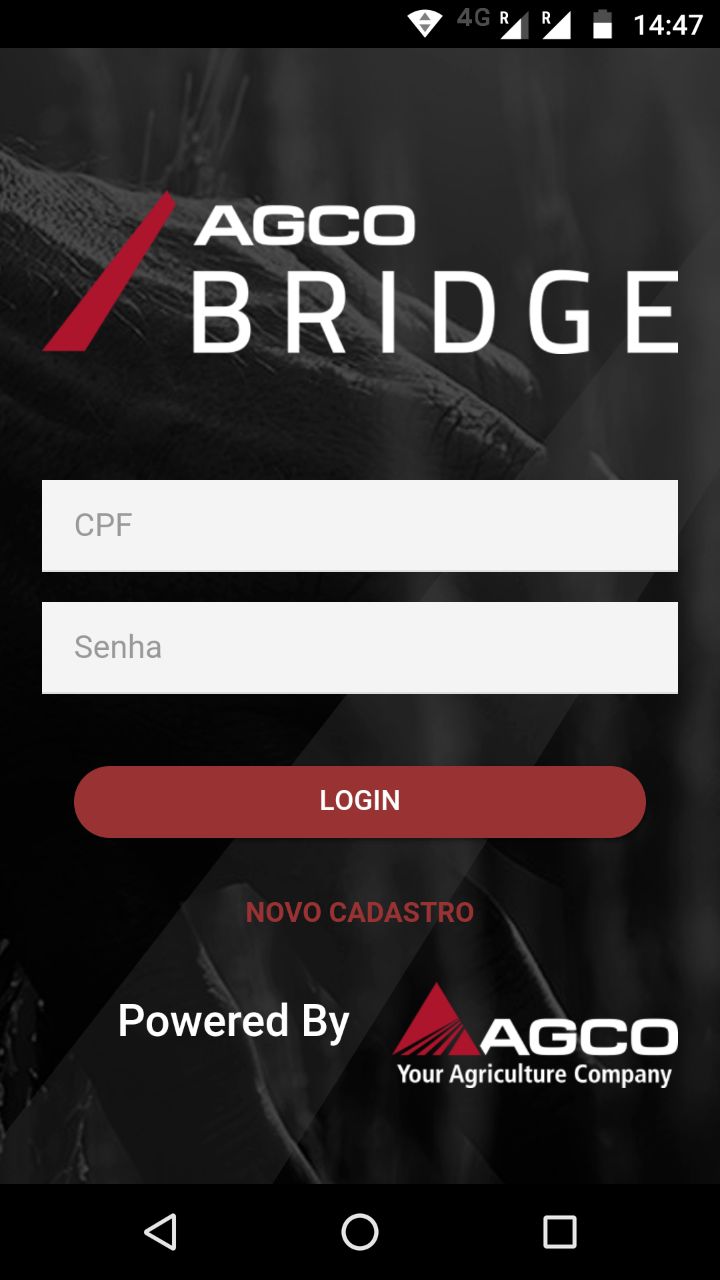 4G R R 14:47
AGCO
BRIDGE
CPF
Senha
LOGIN
NOVO CADASTRO
Powered By
AGCO
Your Agriculture Company